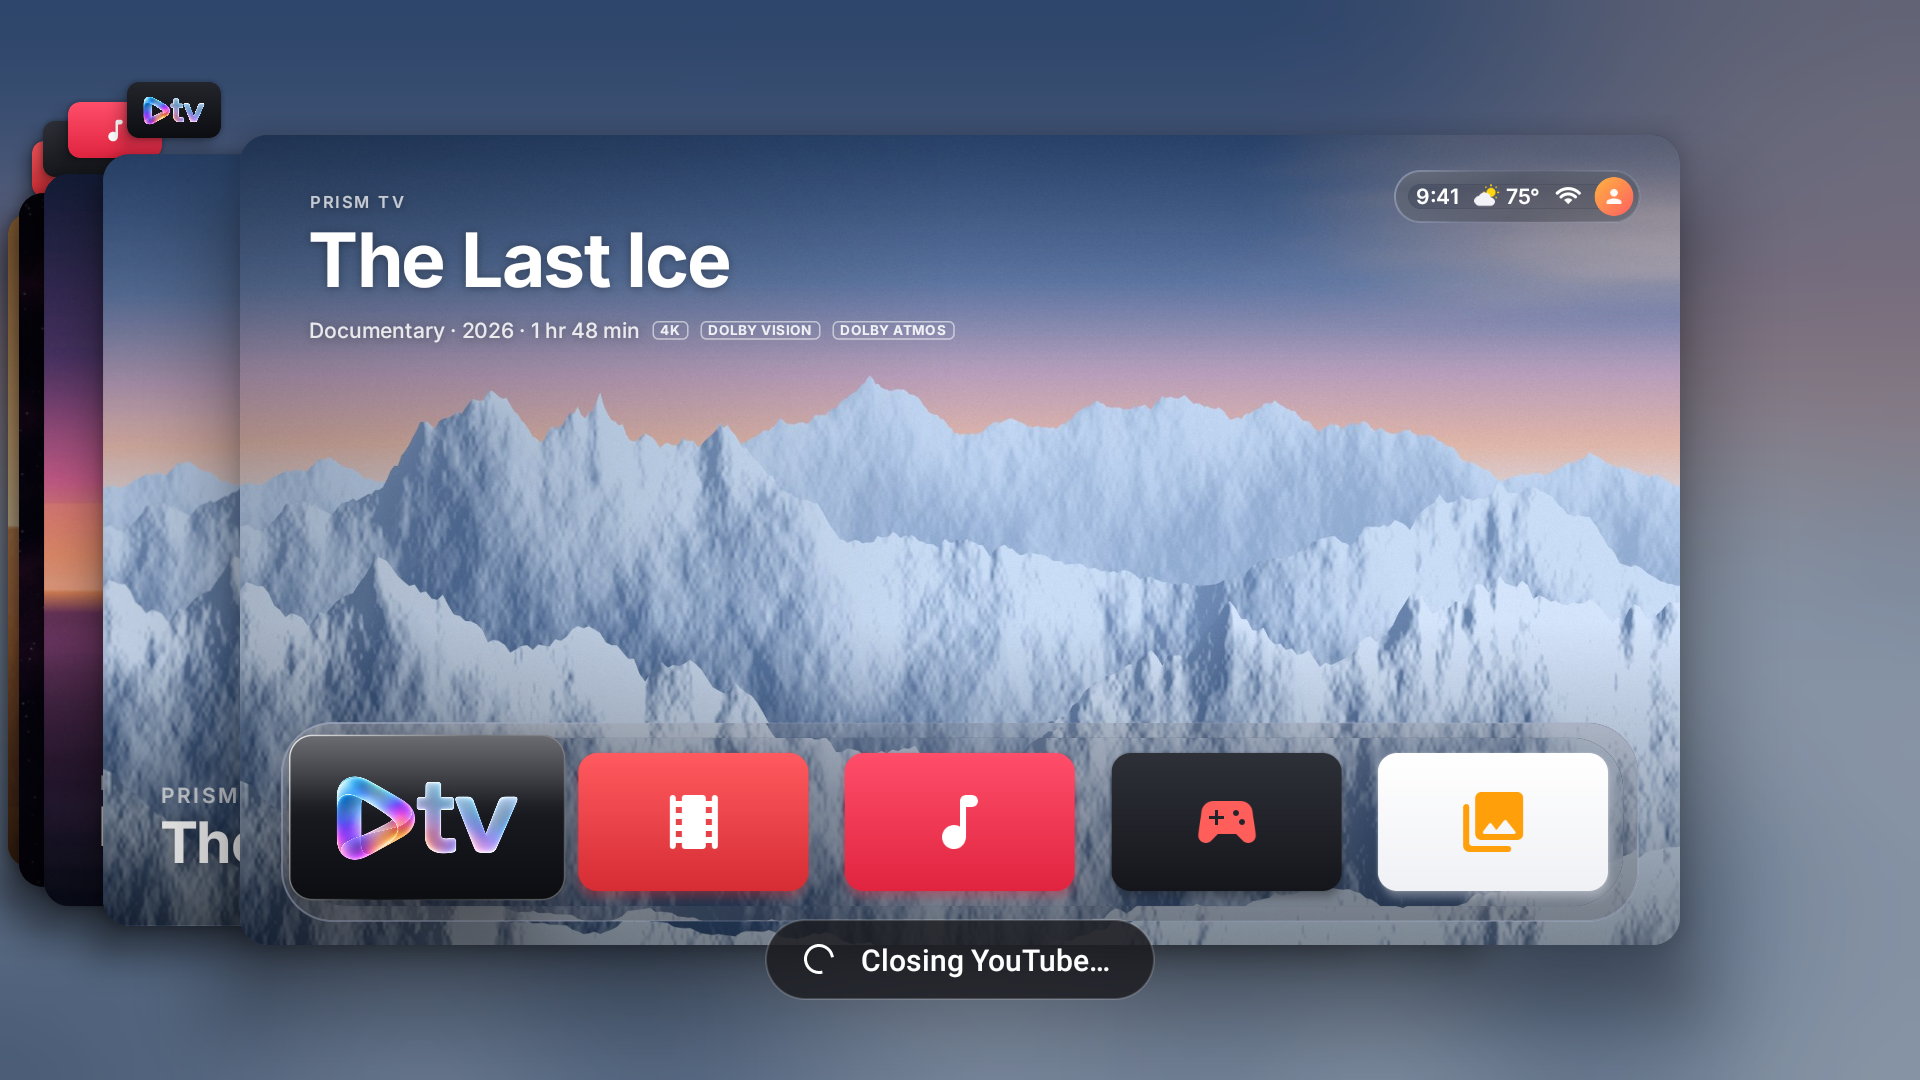 tv
PRISM TV
The Last Ice
Documentary · 2026 · 1 hr 48 min 4K DOLBY VISION DOLBY ATMOS
9:41 75°
PRISM
The
tv
Closing YouTube...